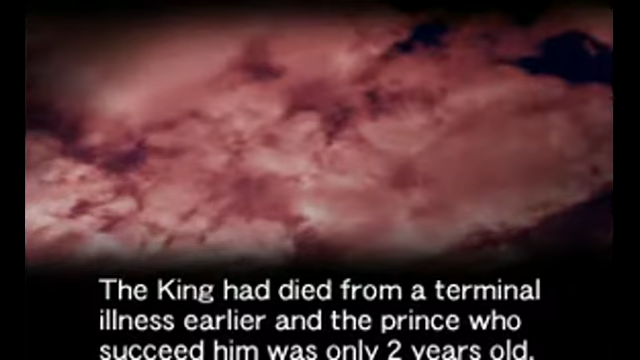 The King had died from a terminal
illness earlier and the prince who
succeed him was only 2 years old.